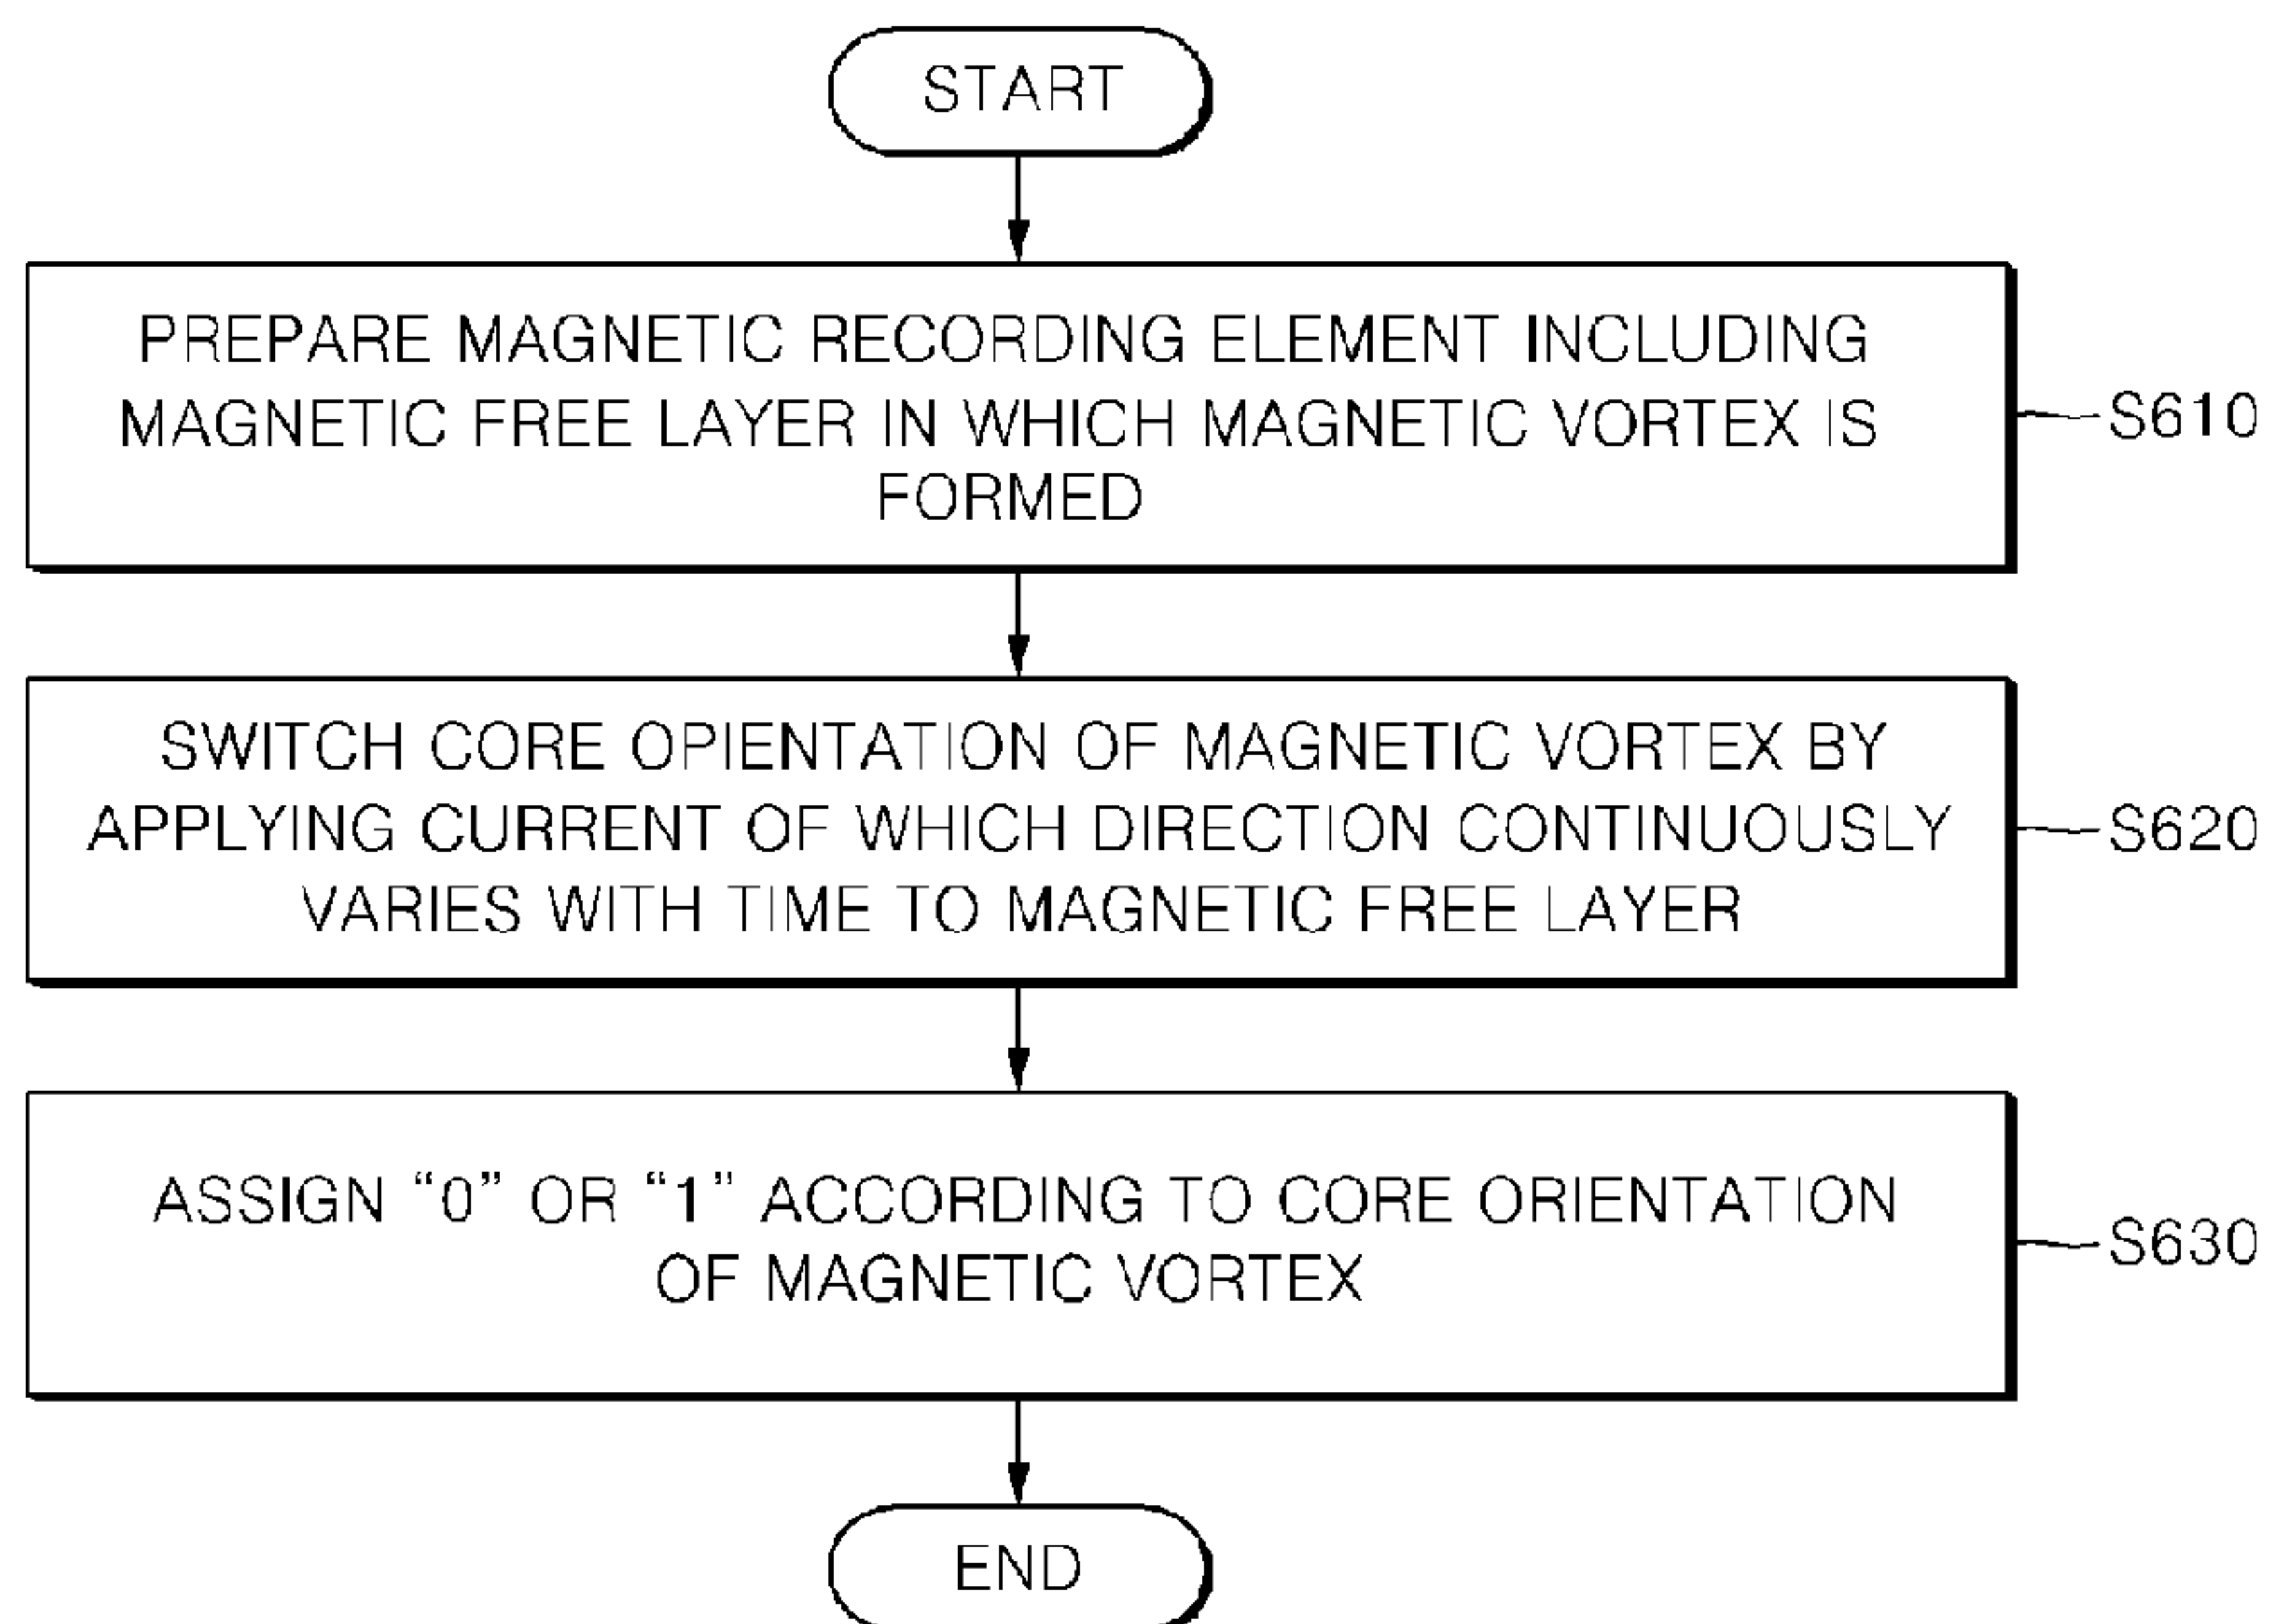 START
PREPARE MAGNETIC RECORDING ELEMENT INCLUDING
MAGNETIC FREE LAYER IN WHICH MAGNETIC VORTEX IS
FORMED
S610
SWITCH CORE OPIENTATION OF MAGNETIC VORTEX BY
APPLYING CURRENT OF WHICH DIRECTION CONTINUOUSLY
VARIES WITH TIME TO MAGNETIC FREE LAYER
S620
ASSIGN “0” OR “1” ACCORDING TO CORE ORIENTATION
OF MAGNETIC VORTEX
S630
END